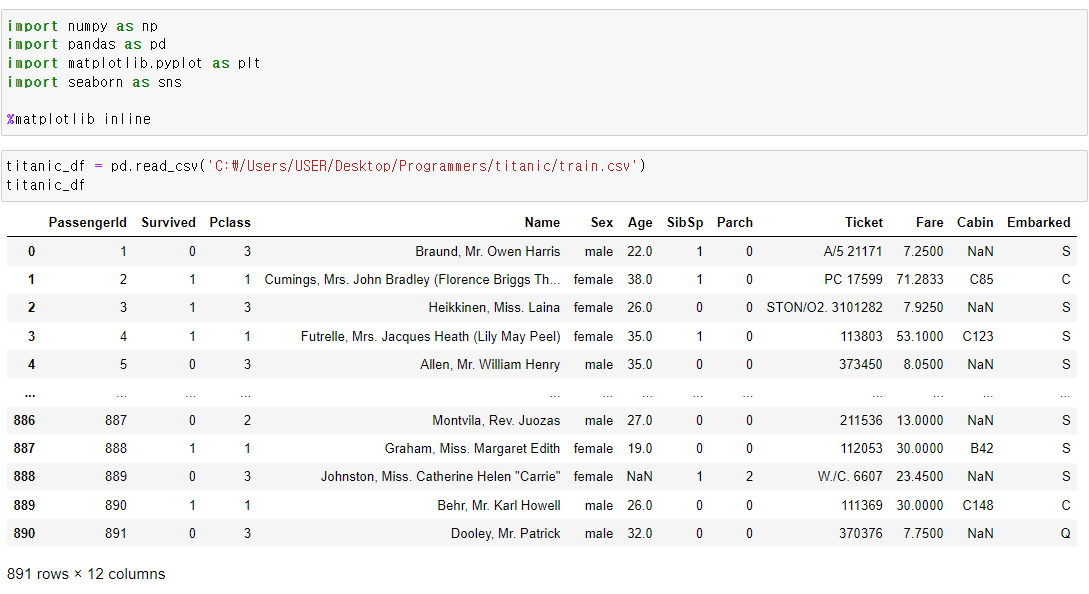 import numpy as np
import pandas as pd
import matplotlib.pyplot as plt
import seaborn as sns
%matplotlib inline
titanic_df = pd.read_csv('C:₩/Users/USER/Desktop/Programmers/titanic/train.csv')
titanic_df
PassengerId Survived Pclass Name Sex Age SibSp Parch Ticket Fare Cabin Embarked
0 1 0 3 Braund, Mr. Owen Harris male 22.0 1 0 A/5 21171 7.2500 NaN S
1 2 1 1 Cumings, Mrs. John Bradley (Florence Briggs Th... female 38.0 1 0 PC 17599 71.2833 C85 C
2 3 1 3 Heikkinen, Miss. Laina female 26.0 0 0 STON/O2. 3101282 7.9250 NaN S
3 4 1 1 Futrelle, Mrs. Jacques Heath (Lily May Peel) female 35.0 1 0 113803 53.1000 C123 S
4 5 0 3 Allen, Mr. William Henry male 35.0 0 0 373450 8.0500 NaN S
... ... ... ... ... ... ... ... ... ... ... ... ...
886 887 0 2 Montvila, Rev. Juozas male 27.0 0 0 211536 13.0000 NaN S
887 888 1 1 Graham, Miss. Margaret Edith female 19.0 0 0 112053 30.0000 B42 S
888 889 0 3 Johnston, Miss. Catherine Helen "Carrie" female NaN 1 2 W./C. 6607 23.4500 NaN S
889 890 1 1 Behr, Mr. Karl Howell male 26.0 0 0 111369 30.0000 C148 C
890 891 0 3 Dooley, Mr. Patrick male 32.0 0 0 370376 7.7500 NaN Q
891 rows × 12 columns